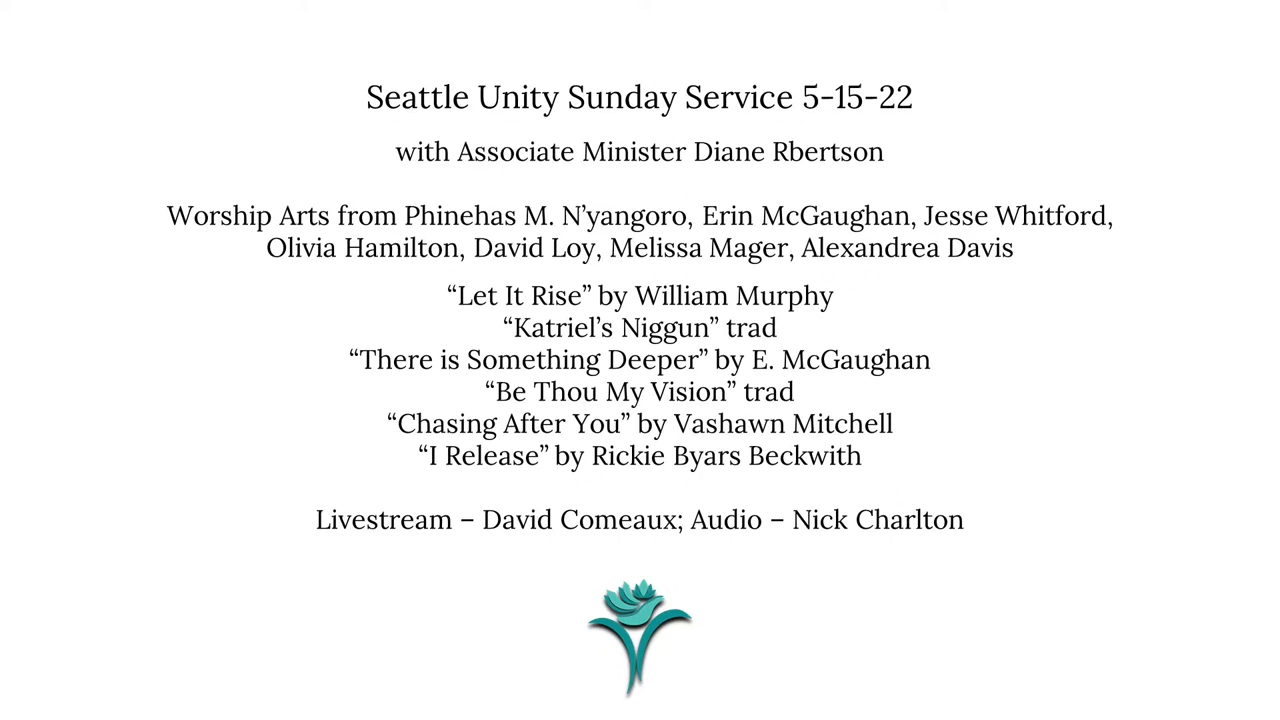 Seattle Unity Sunday Service 5-15-22
with Associate Minister Diane Rbertson
Worship Arts from Phinehas M. N’yangoro, Erin McGaughan, Jesse Whitford,
Olivia Hamilton, David Loy, Melissa Mager, Alexandrea Davis
“Let It Rise” by William Murphy
“Katriel’s Niggun” trad
“There is Something Deeper” by E. McGaughan
“Be Thou My Vision” trad
“Chasing After You” by Vashawn Mitchell
“I Release” by Rickie Byars Beckwith
Livestream – David Comeaux; Audio – Nick Charlton